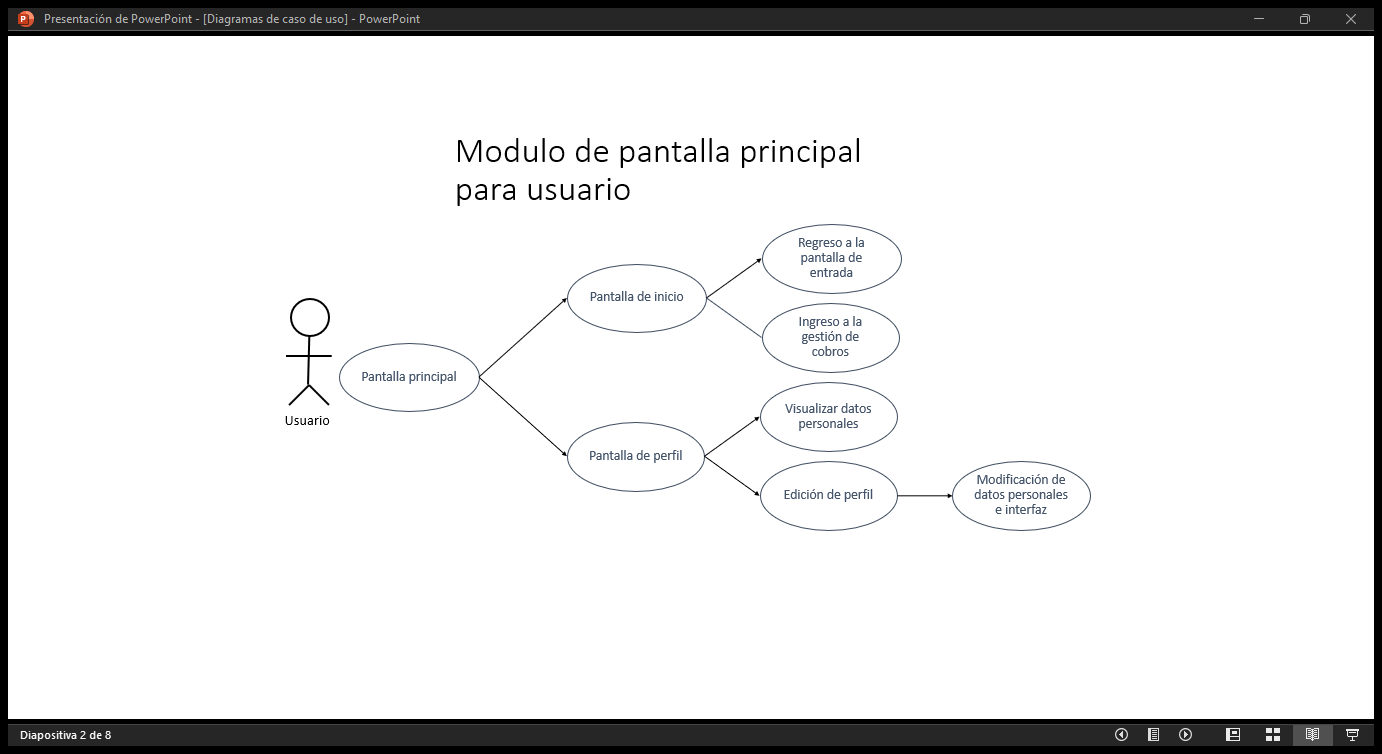 Presentación de PowerPoint - [Diagramas de caso de uso] - PowerPoint
Modulo de pantalla principal
para usuario
Regreso a la
pantalla de
entrada
Pantalla de inicio
Ingreso a la
gestión de
cobros
Pantalla principal
Usuario
Visualizar datos
personales
Pantalla de perfil
Edición de perfil
Modificación de
datos personales
e interfaz
Diapositiva 2 de 8